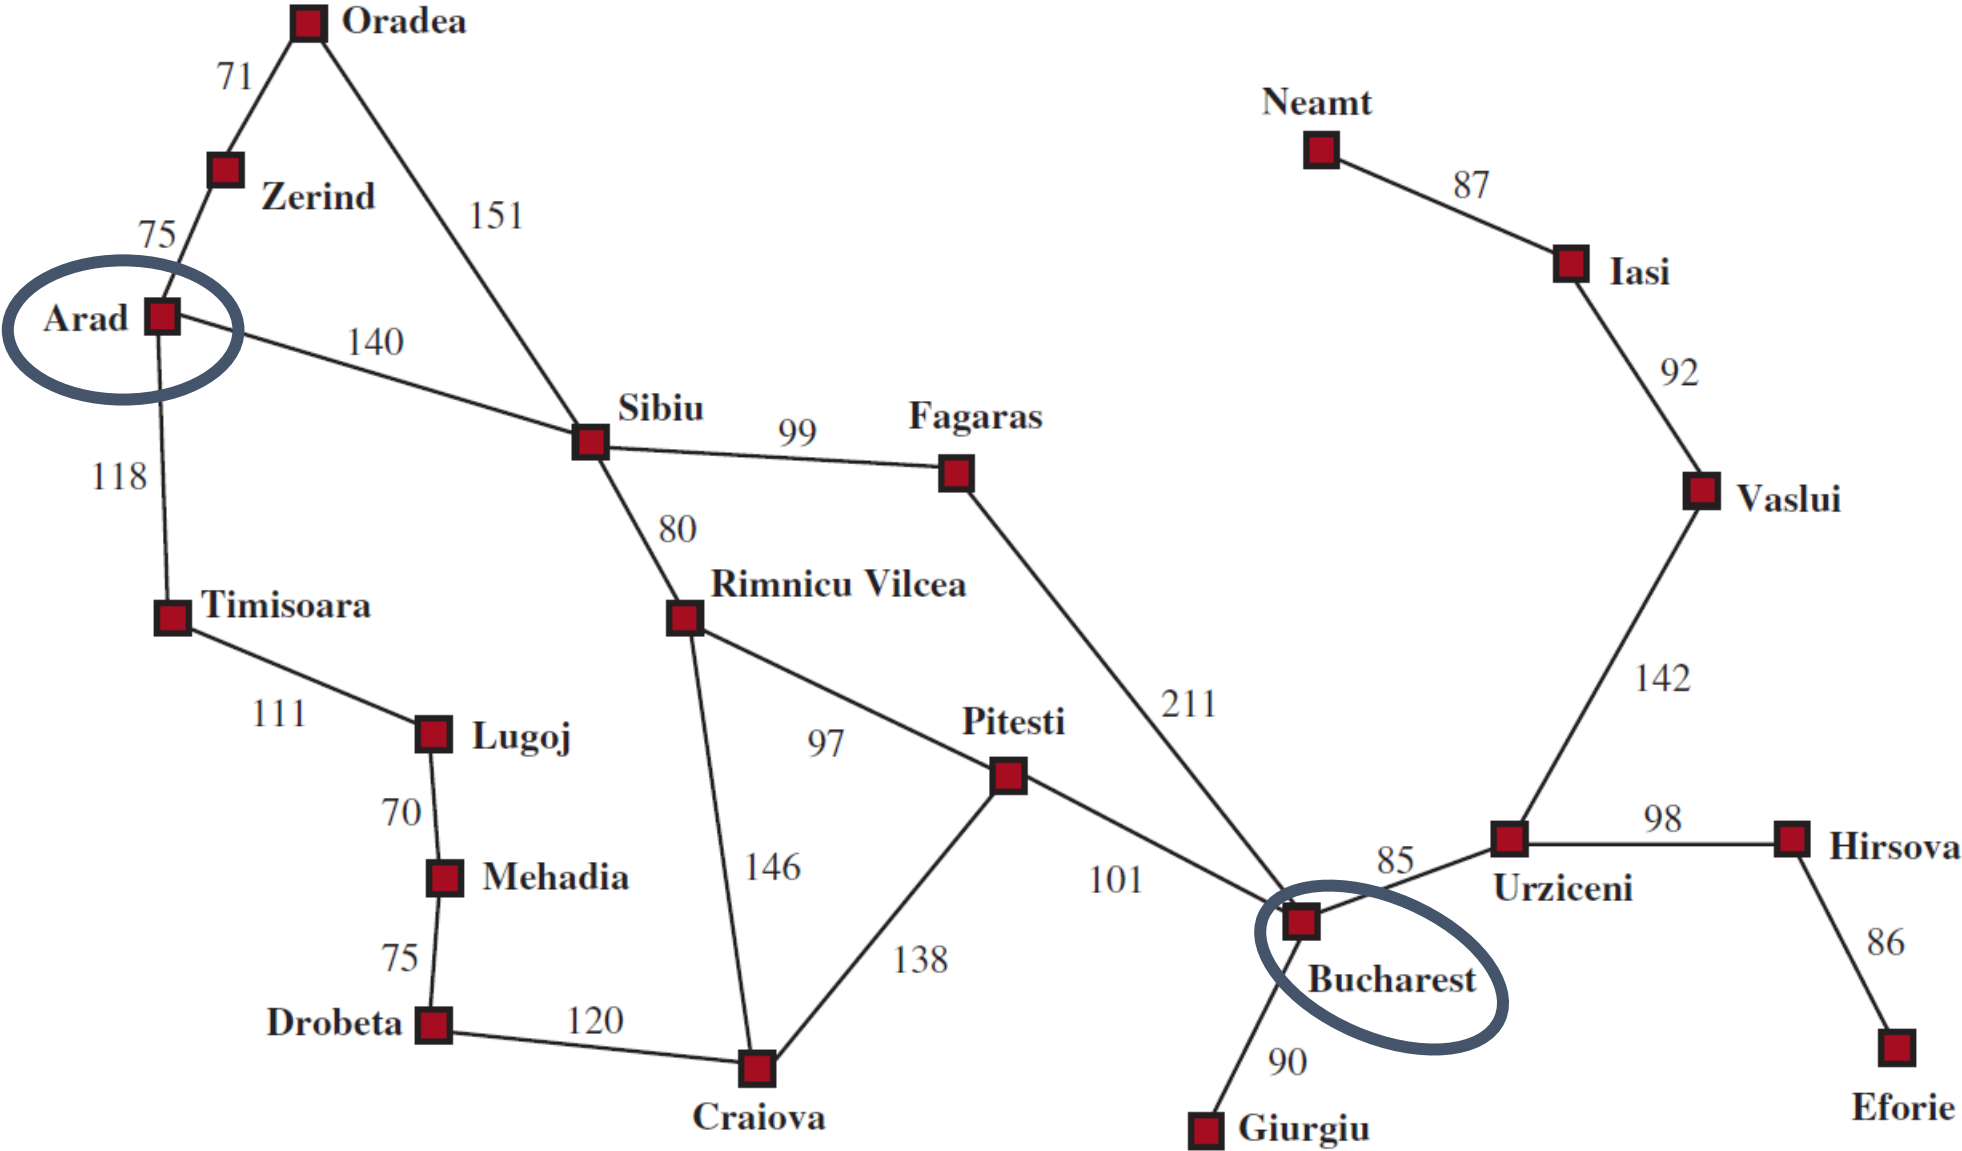 Oradea
71
Neamt
87
Zerind
151
75
Iasi
Arad
140
92
Sibiu
99
Fagaras
118
Vaslui
80
Rimnicu Vilcea
Timisoara
142
211
111
Lugoj
97
Pitesti
70
98
Hirsova
146
101
85
Mehadia
Urziceni
86
75
138
Bucharest
Drobeta
120
90
Craiova
Giurgiu
Eforie